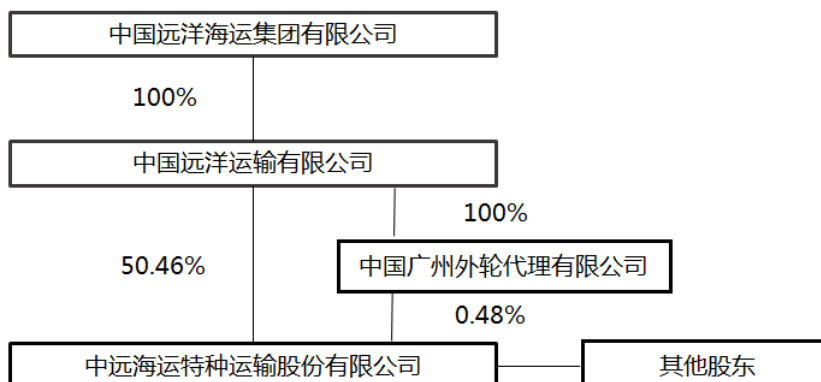 中国远洋海运集团有限公司
100%
中国远洋运输有限公司
100%
50.46%
中国广州外轮代理有限公司
0.48%
中远海运特种运输股份有限公司
其他股东